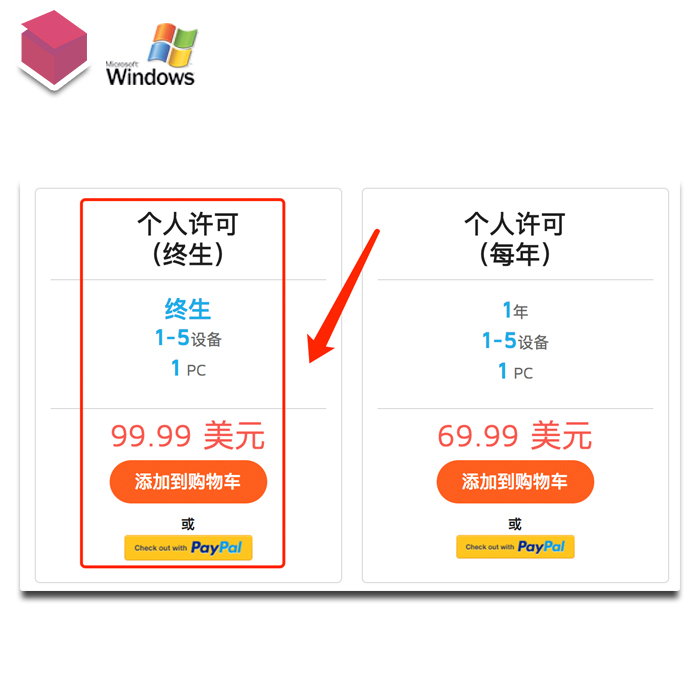 Microsoft
Windows
个人许可
（终生）
终生
1-5设备
1 PC
99.99 美元
添加到购物车
或
Check out with PayPal
个人许可
（每年）
1年
1-5设备
1 PC
69.99 美元
添加到购物车
或
Check out with PayPal